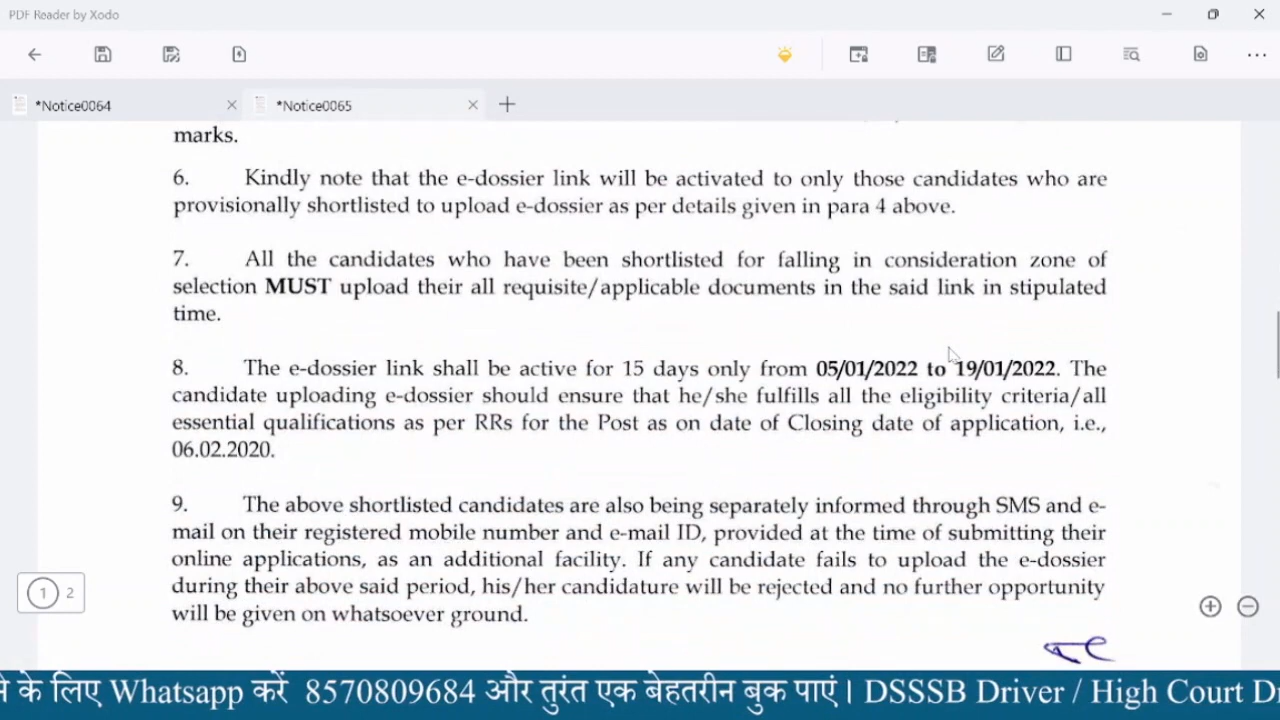 PDF Reader by Xodo
*Notice0064
*Notice0065
marks.
6. Kindly note that the e-dossier link will be activated to only those candidates who are
provisionally shortlisted to upload e-dossier as per details given in para 4 above.
7. All the candidates who have been shortlisted for falling in consideration zone of
selection MUST upload their all requisite/applicable documents in the said link in stipulated
time.
8. The e-dossier link shall be active for 15 days only from 05/01/2022 to 19/01/2022. The
candidate uploading e-dossier should ensure that he/she fulfills all the eligibility criteria/all
essential qualifications as per RRs for the Post as on date of Closing date of application, i.e.,
06.02.2020.
9. The above shortlisted candidates are also being separately informed through SMS and e-
mail on their registered mobile number and e-mail ID, provided at the time of submitting their
online applications, as an additional facility. If any candidate fails to upload the e-dossier
during their above said period, his/her candidature will be rejected and no further opportunity
will be given on whatsoever ground.
1 2
के लिए Whatsapp करें 8570809684 और तुरंत एक बेहतरीन बुक पाएं । DSSSB Driver / High Court